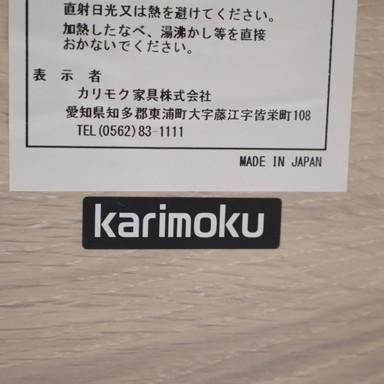 直射日光又は熱を避けてください。
加熱したなべ、湯沸かし等を直接
おかないでください。
表示者
カリモク家具株式会社
愛知県知多郡東浦町大字藤江字皆栄町108
TEL(0562)83-1111
MADE IN JAPAN
karimoku